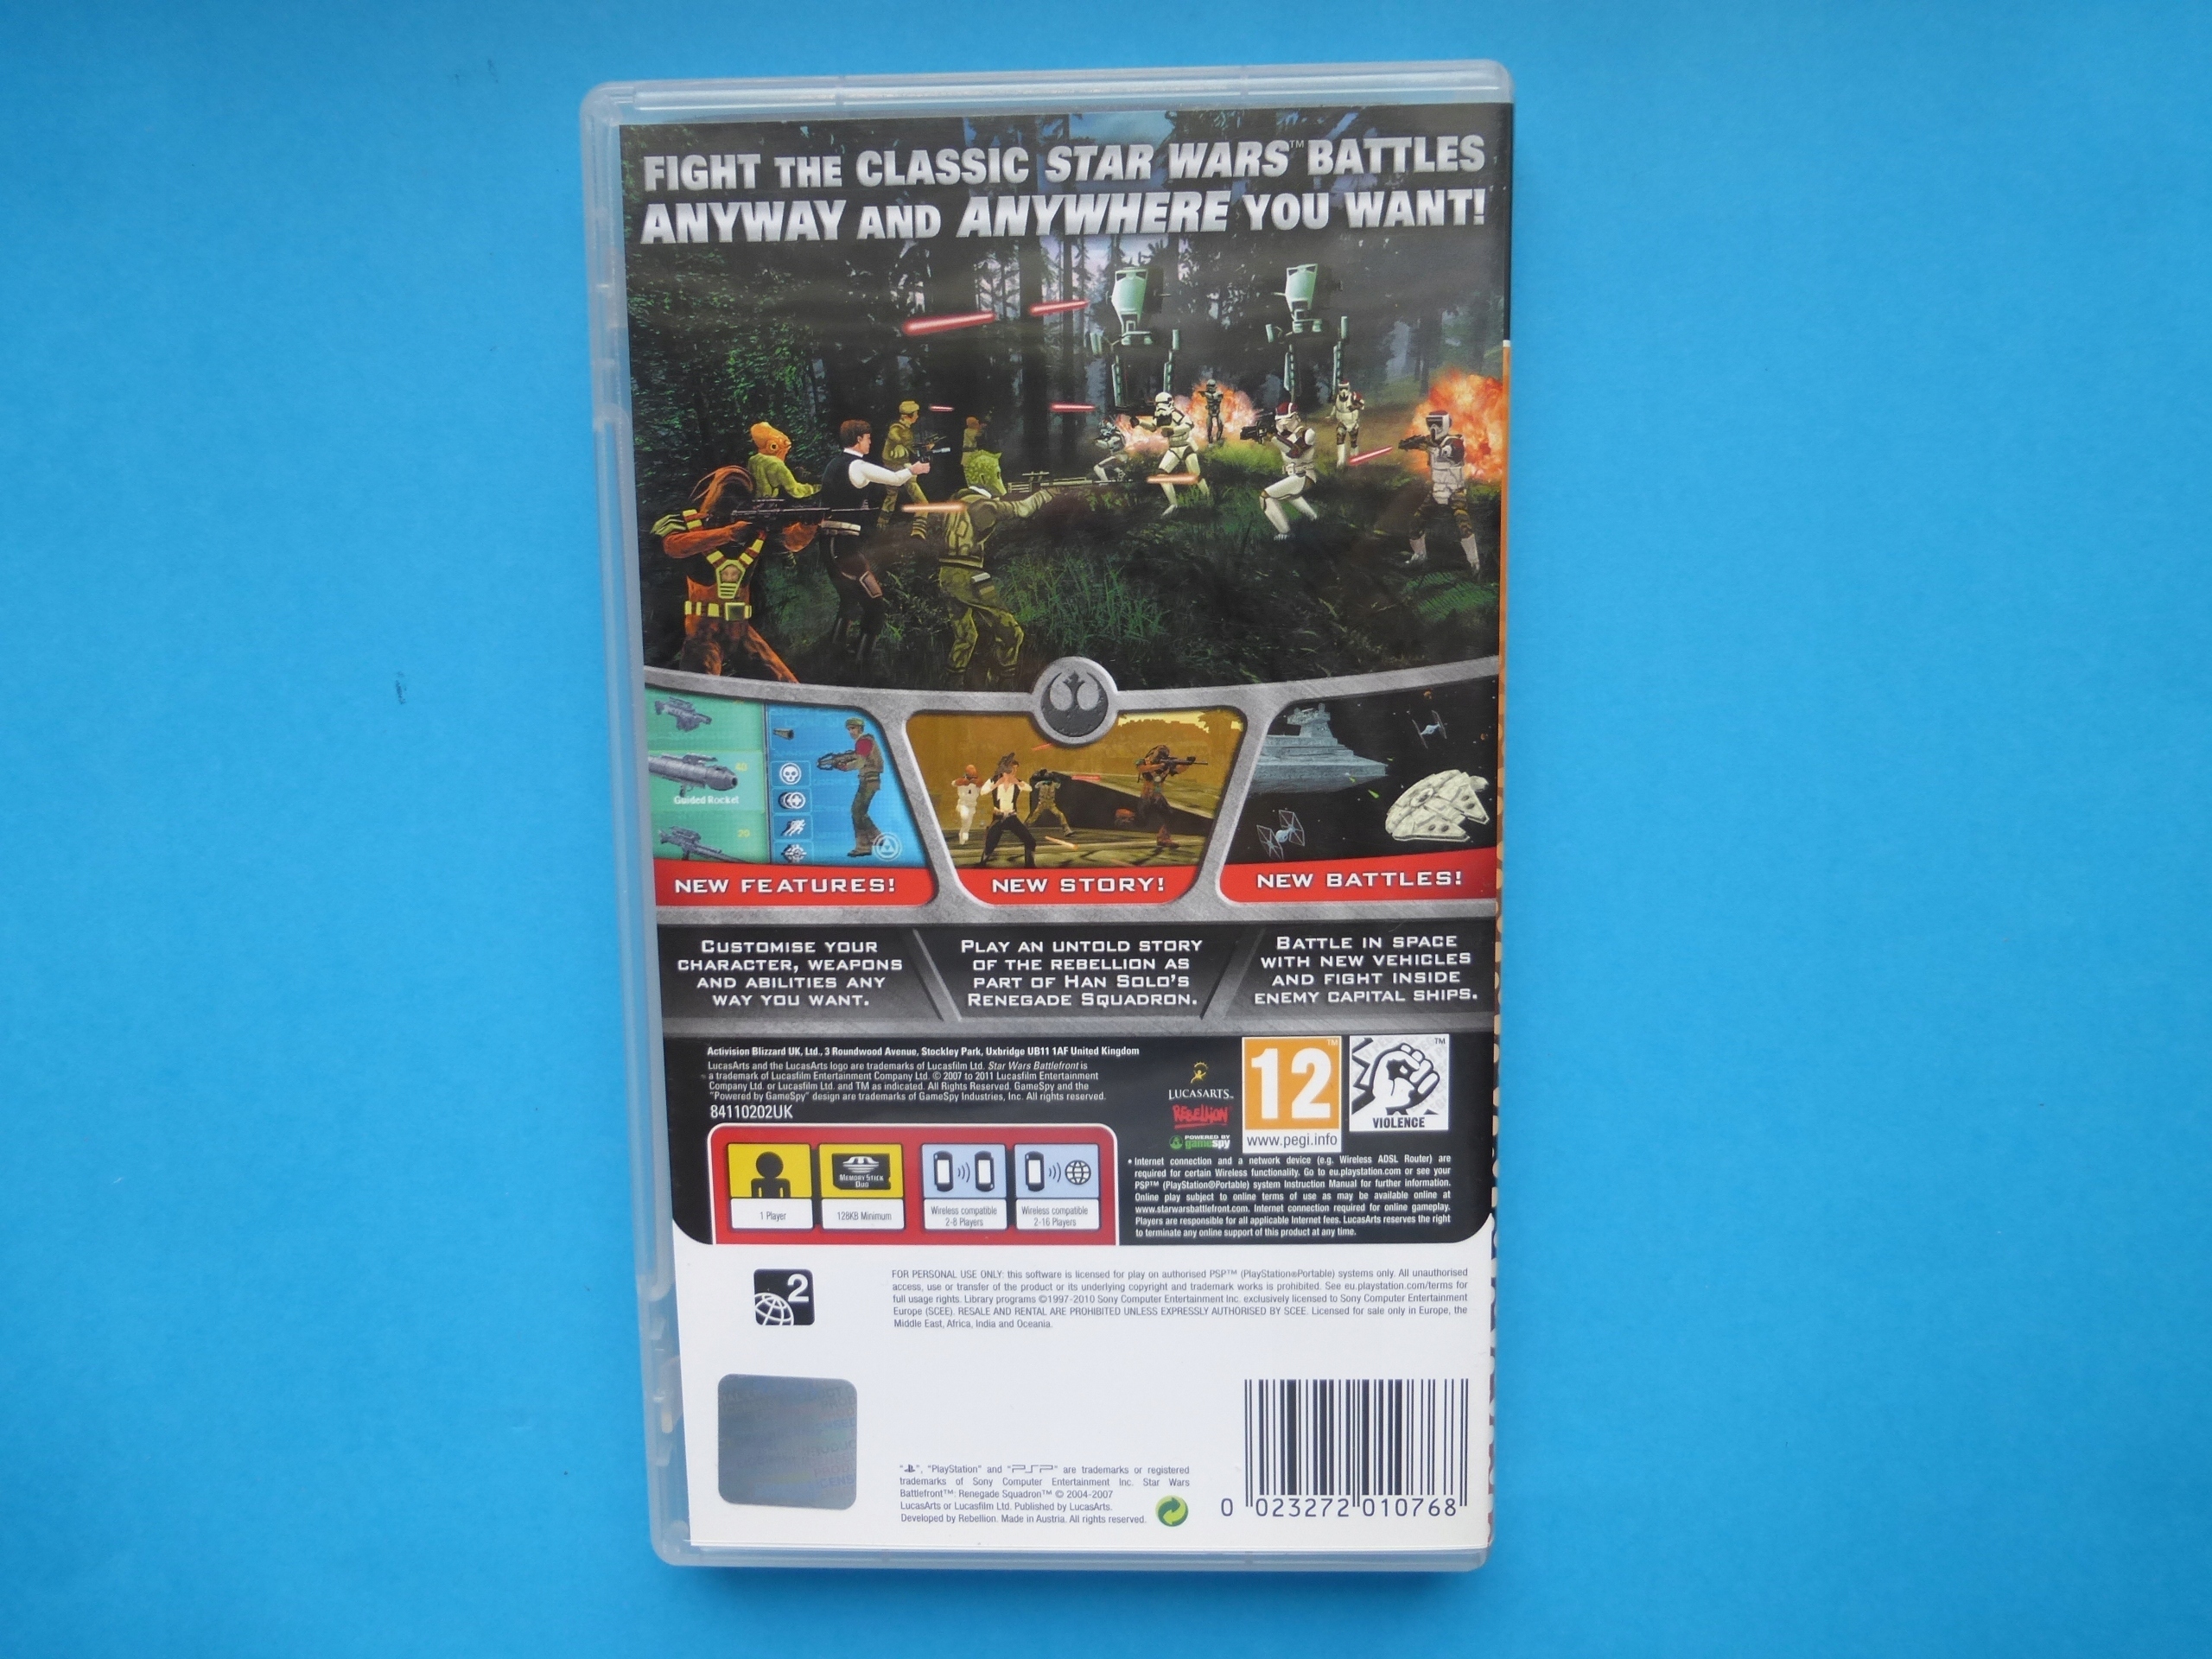 FIGHT THE CLASSIC STAR WARS™ BATTLES
ANYWAY AND ANYWHERE YOU WANT!
40
Guided Rocket
20
NEW FEATURES!
NEW STORY!
NEW BATTLES!
CUSTOMISE YOUR
CHARACTER, WEAPONS
AND ABILITIES ANY
WAY YOU WANT.
PLAY AN UNTOLD STORY
OF THE REBELLION AS
PART OF HAN SOLO'S
RENEGADE SQUADRON.
BATTLE IN SPACE
WITH NEW VEHICLES
AND FIGHT INSIDE
ENEMY CAPITAL SHIPS.
Activision Blizzard UK, Ltd., 3 Roundwood Avenue, Stockley Park, Uxbridge UB11 1AF United Kingdom
LucasArts and the LucasArts logo are trademarks of Lucasfilm Ltd. Star Wars Battlefront is
a trademark of Lucasfilm Entertainment Company Ltd. © 2007 to 2011 Lucasfilm Entertainment
Company Ltd. or Lucasfilm Ltd. and TM as indicated. All Rights Reserved. GameSpy and the
"Powered by GameSpy" design are trademarks of GameSpy Industries, Inc. All rights reserved.
84110202UK
LUCASARTS™
REBELLION
POWERED BY
gamespy
12™
www.pegi.info
TM
VIOLENCE
MEMORY STICK
DUO
1 Player
128KB Minimum
Wireless compatible
2-8 Players
Wireless compatible
2-16 Players
• Internet connection and a network device (e.g. Wireless ADSL Router) are
required for certain Wireless functionality. Go to eu.playstation.com or see your
PSP™ (PlayStation®Portable) system Instruction Manual for further information.
Online play subject to online terms of use as may be available online at
www.starwarsbattlefront.com. Internet connection required for online gameplay.
Players are responsible for all applicable Internet fees. LucasArts reserves the right
to terminate any online support of this product at any time.
2
FOR PERSONAL USE ONLY: this software is licensed for play on authorised PSP™ (PlayStation®Portable) systems only. All unauthorised
access, use or transfer of the product or its underlying copyright and trademark works is prohibited. See eu.playstation.com/terms for
full usage rights. Library programs ©1997-2010 Sony Computer Entertainment Inc. exclusively licensed to Sony Computer Entertainment
Europe (SCEE). RESALE AND RENTAL ARE PROHIBITED UNLESS EXPRESSLY AUTHORISED BY SCEE. Licensed for sale only in Europe, the
Middle East, Africa, India and Oceania.
" ", "PlayStation" and "PSP" are trademarks or registered
trademarks of Sony Computer Entertainment Inc. Star Wars
Battlefront™: Renegade Squadron™ © 2004-2007
LucasArts or Lucasfilm Ltd. Published by LucasArts.
Developed by Rebellion. Made in Austria. All rights reserved.
0 023272 010768